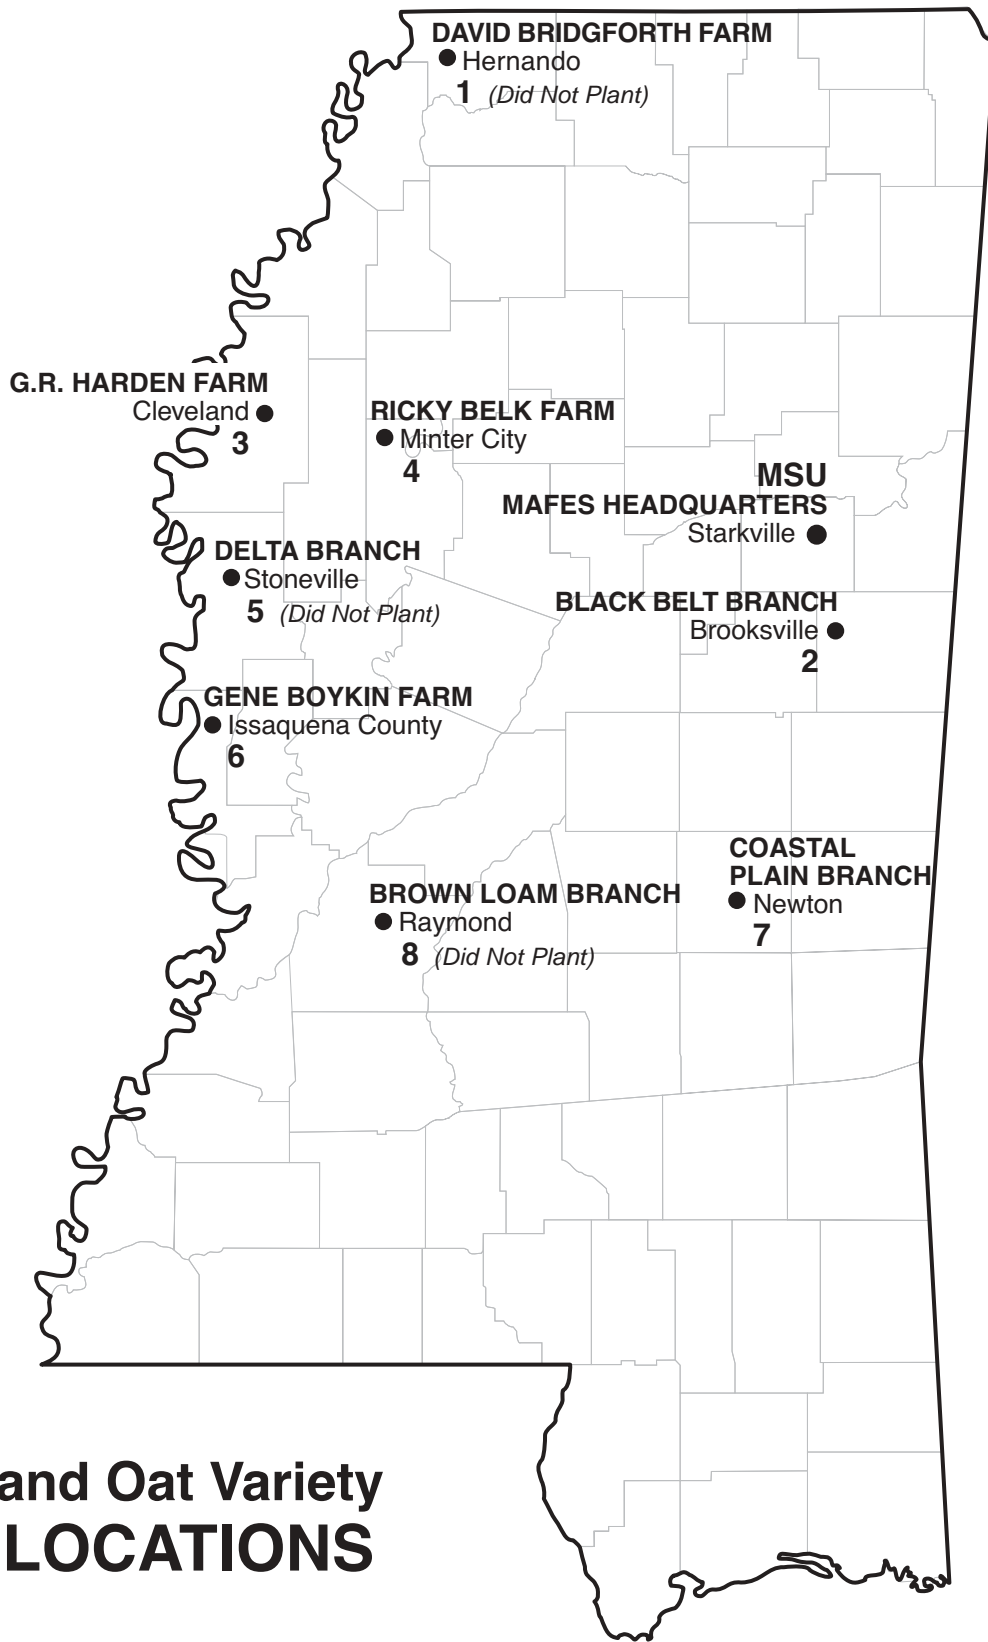 DAVID BRIDGFORTH FARM
Hernando
1 (Did Not Plant)
G.R. HARDEN FARM
Cleveland
3
RICKY BELK FARM
Minter City
4
MSU
MAFES HEADQUARTERS
Starkville
DELTA BRANCH
Stoneville
5 (Did Not Plant)
BLACK BELT BRANCH
Brooksville
2
GENE BOYKIN FARM
Issaquena County
6
COASTAL
PLAIN BRANCH
Newton
7
BROWN LOAM BRANCH
Raymond
8 (Did Not Plant)
and Oat Variety
LOCATIONS